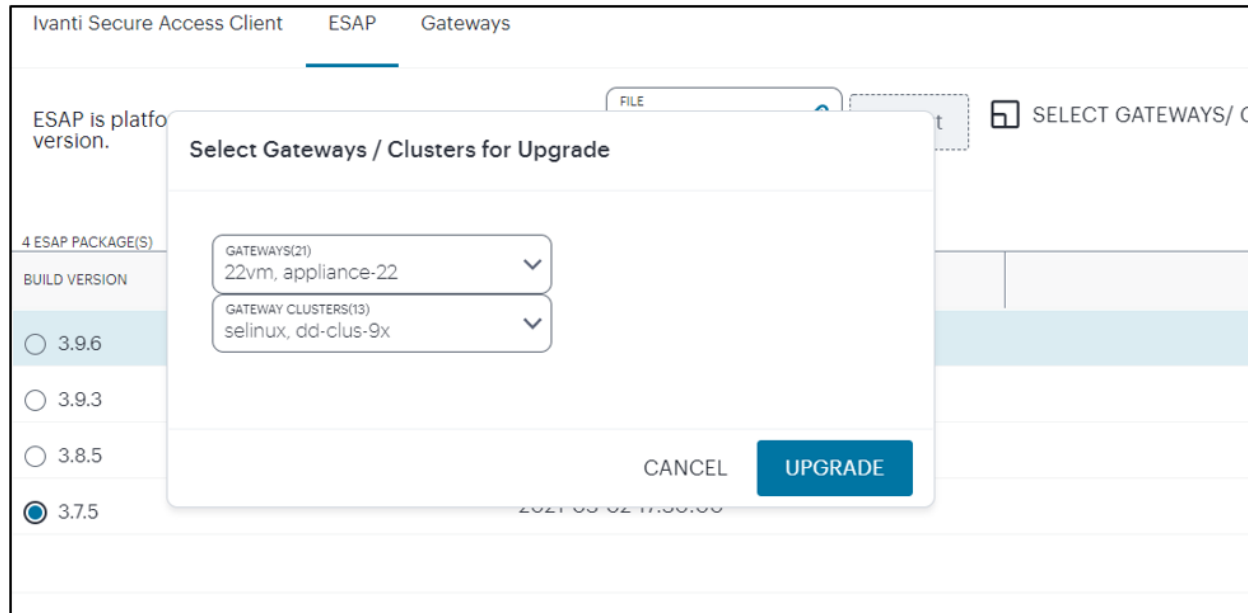 Ivanti Secure Access Client ESAP Gateways
FILE
ESAP is
version.
SELECT GATEWAYS/
Select Gateways / Clusters for Upgrade
4 ESAP PACKAGE(S)
BUILD VERSION
GATEWAYS(21)
22vm, appliance-22
GATEWAY CLUSTERS(13)
selinux, dd-clus-9x
3.9.6
3.9.3
3.8.5
CANCEL UPGRADE
3.7.5